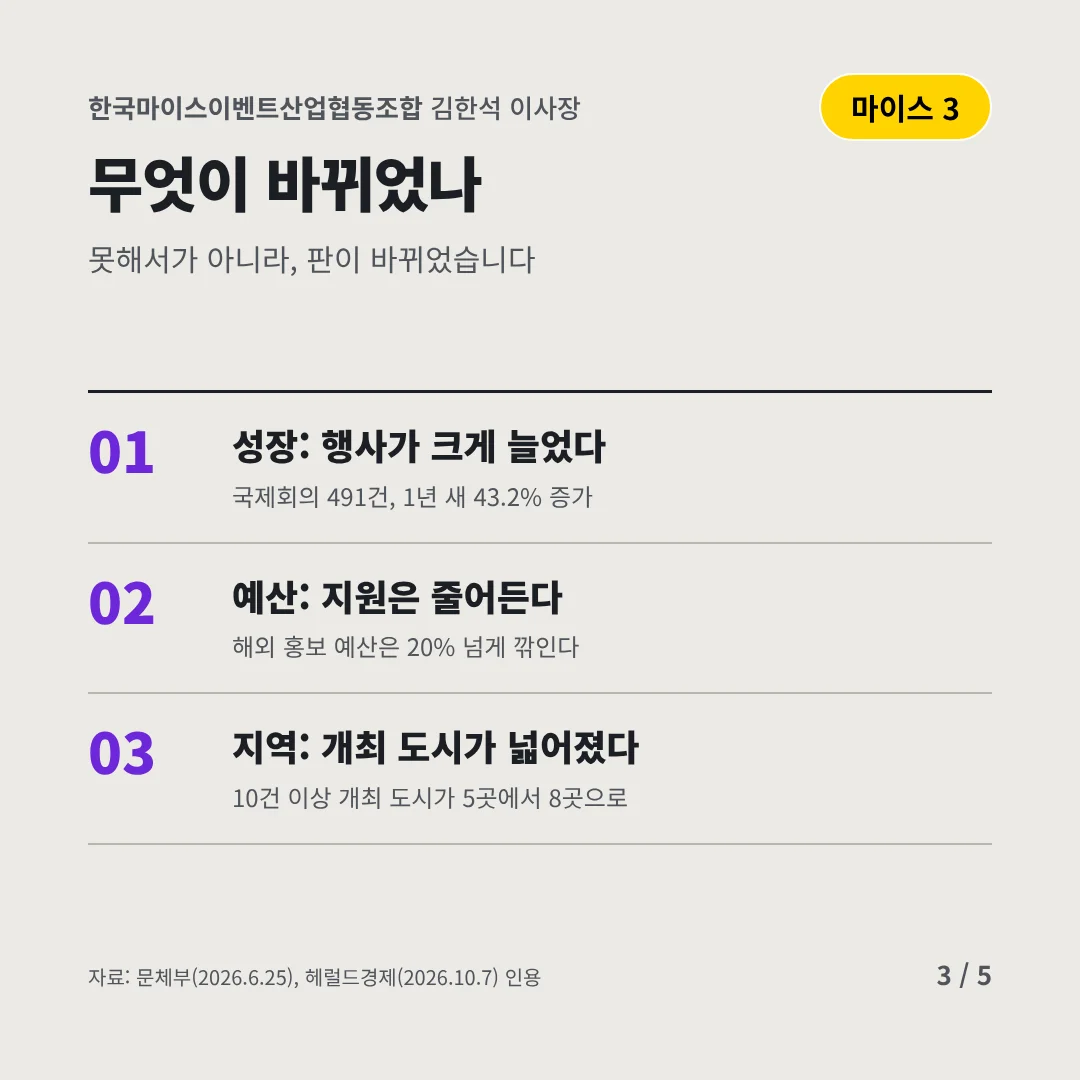 한국마이스이벤트산업협동조합 김한석 이사장
마이스 3
무엇이 바뀌었나
못해서가 아니라, 판이 바뀌었습니다
01
성장: 행사가 크게 늘었다
국제회의 491건, 1년 새 43.2% 증가
02
예산: 지원은 줄어든다
해외 홍보 예산은 20% 넘게 깎인다
03
지역: 개최 도시가 넓어졌다
10건 이상 개최 도시가 5곳에서 8곳으로
자료: 문체부(2026.6.25), 헤럴드경제(2026.10.7) 인용
3 / 5